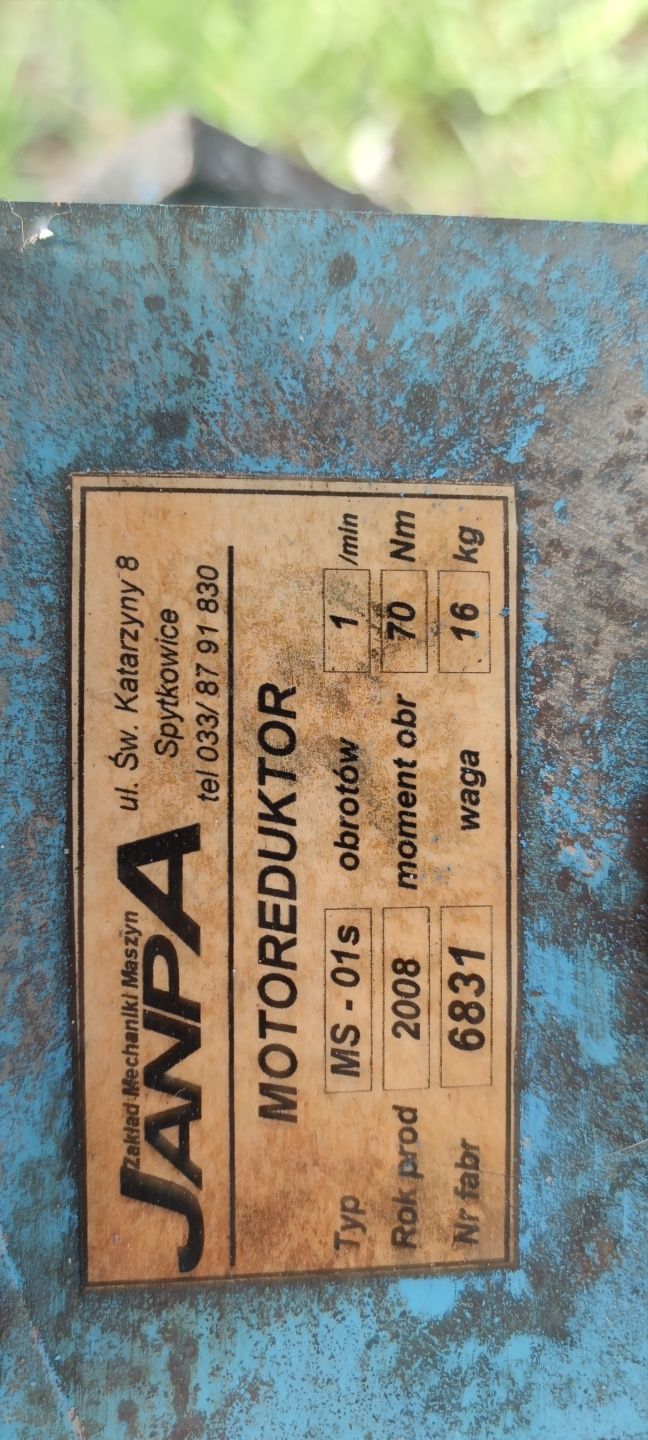 Zakład Mechaniki Maszyn
JANPA
ul. Św. Katarzyny 8
Spytkowice
tel 033/ 87 91 830
MOTOREDUKTOR
Typ MS - 01s obrotów 1 /min
Rok prod 2008 moment obr 70 Nm
Nr fabr 6831 waga 16 kg